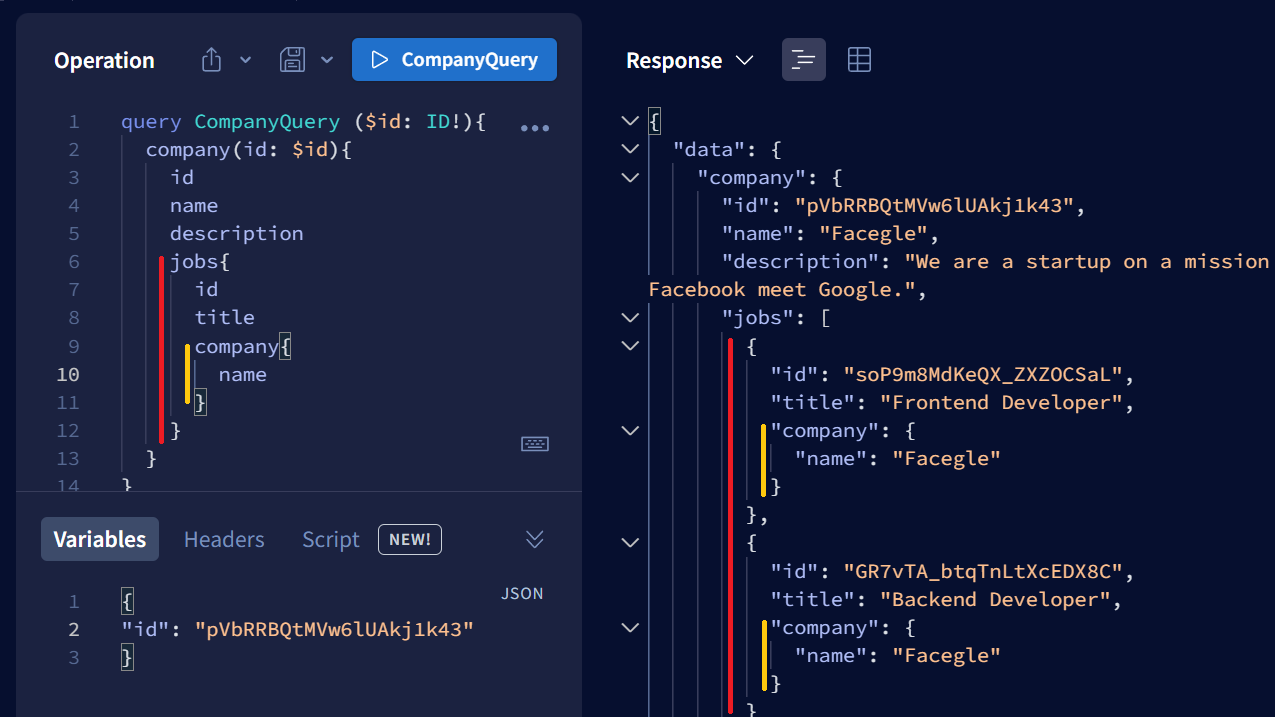 Operation
CompanyQuery
1 query CompanyQuery ($id: ID!){
2 company(id: $id){
3 id
4 name
5 description
6 jobs{
7 id
8 title
9 company{
10 name
11 }
12 }
13 }
14 }
Variables Headers Script NEW!
JSON
1 {
2 "id": "pVbRRBQtMVw6lUAkj1k43"
3 }
Response
{
"data": {
"company": {
"id": "pVbRRBQtMVw6lUAkj1k43",
"name": "Facegle",
"description": "We are a startup on a mission
Facebook meet Google.",
"jobs": [
{
"id": "soP9m8MdKeQX_ZXZOCSaL",
"title": "Frontend Developer",
"company": {
"name": "Facegle"
}
},
{
"id": "GR7vTA_btqTnLtXcEDX8C",
"title": "Backend Developer",
"company": {
"name": "Facegle"
}
}